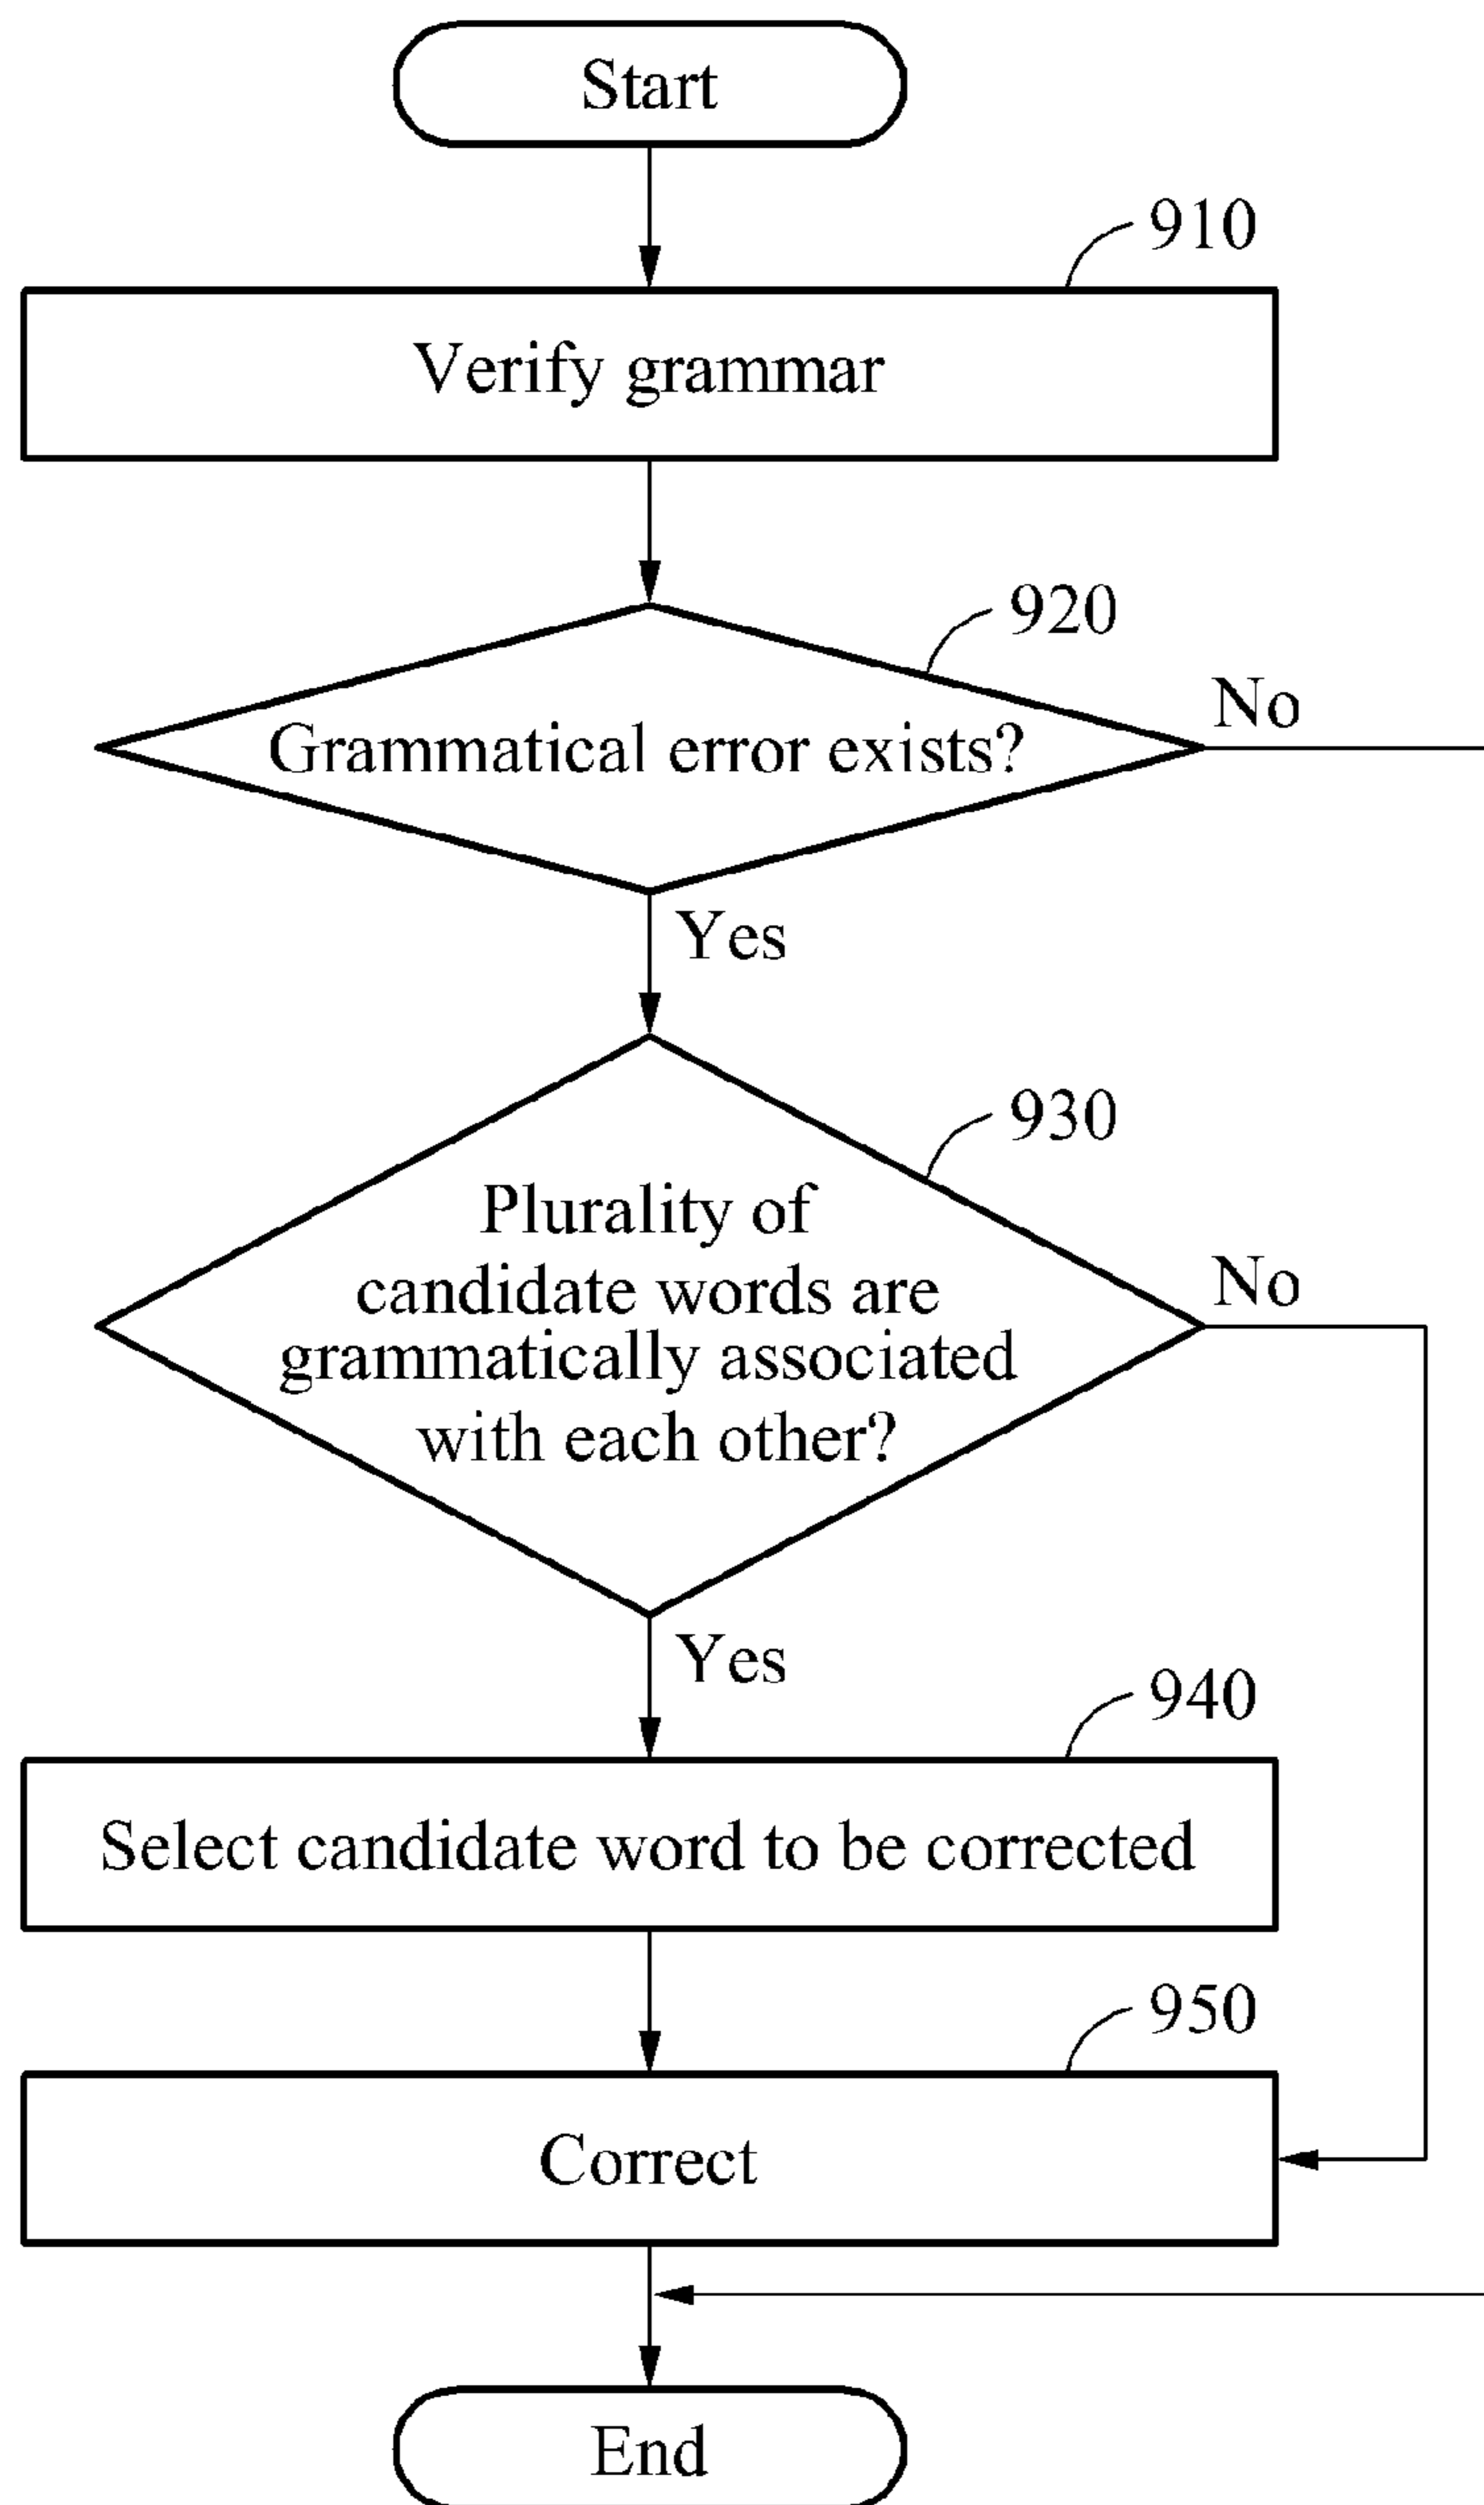 Start
910
Verify grammar
920
No
Grammatical error exists?
Yes
930
Plurality of
No
candidate words are
grammatically associated
with each other?
Yes
940
Select candidate word to be corrected
950
Correct
End